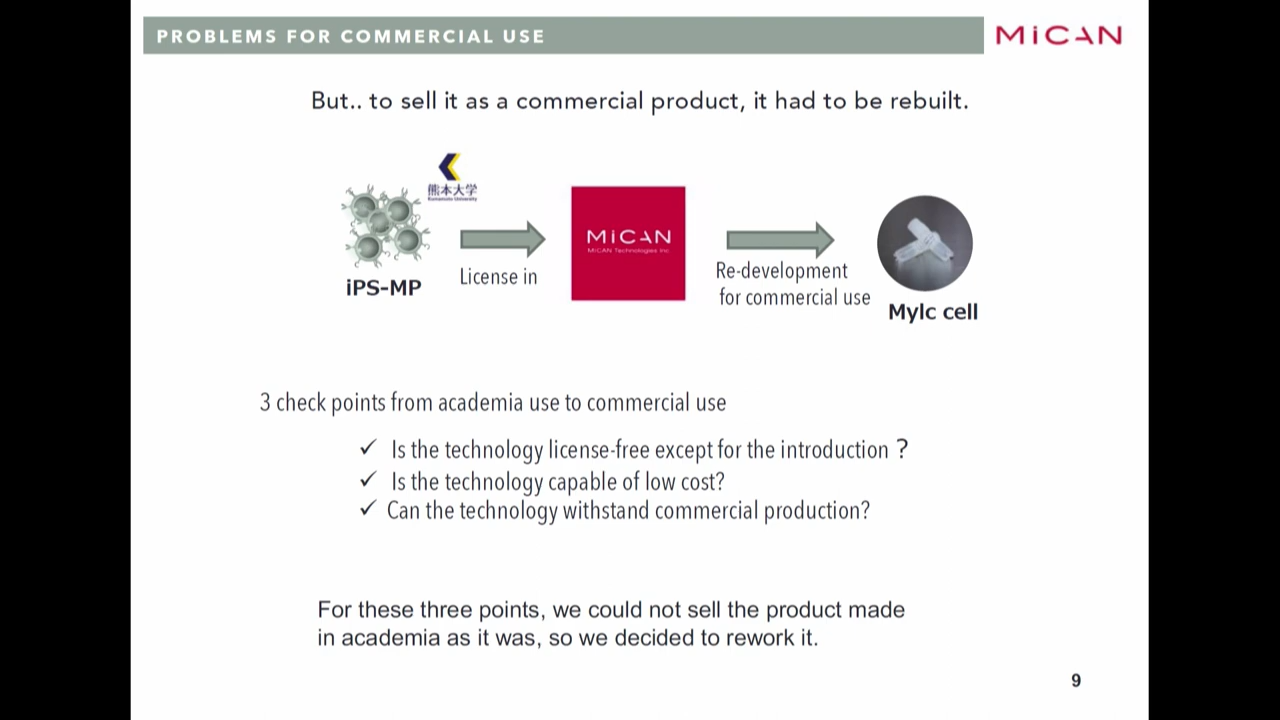 PROBLEMS FOR COMMERCIAL USE
MiCAN
But.. to sell it as a commercial product, it had to be rebuilt.
熊本大学
Kumamoto University
MiCAN
MiCAN Technologies Inc.
License in
Re-development
for commercial use
iPS-MP
Mylc cell
3 check points from academia use to commercial use
✓ Is the technology license-free except for the introduction ?
✓ Is the technology capable of low cost?
✓ Can the technology withstand commercial production?
For these three points, we could not sell the product made
in academia as it was, so we decided to rework it.
9